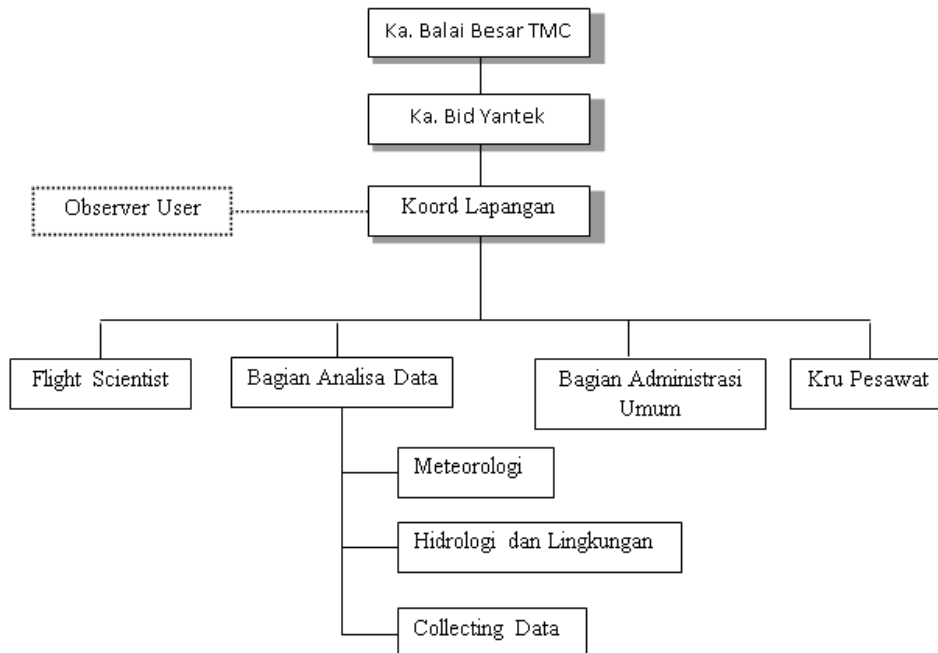 Ka. Balai Besar TMC
Ka. Bid Yantek
Observer User
Koord Lapangan
Flight Scientist
Bagian Analisa Data
Bagian Administrasi
Umum
Kru Pesawat
Meteorologi
Hidrologi dan Lingkungan
Collecting Data